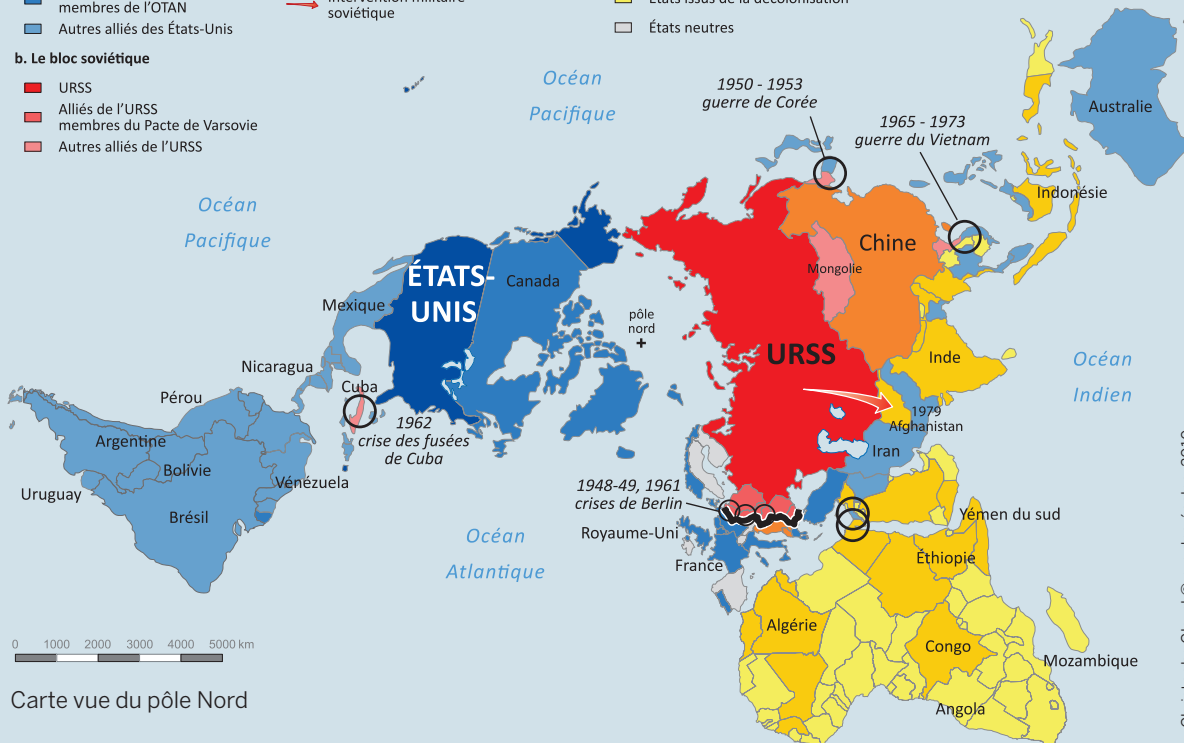 membres de l’OTAN
Autres alliés des États-Unis
b. Le bloc soviétique
URSS
Alliés de l’URSS
membres du Pacte de Varsovie
Autres alliés de l’URSS
Intervention militaire
soviétique
États issus de la décolonisation
États neutres
Océan
Pacifique
1950 - 1953
guerre de Corée
1965 - 1973
guerre du Vietnam
Australie
Indonésie
Océan
Pacifique
ÉTATS-
UNIS
Canada
Mexique
Chine
Mongolie
pôle
nord
+
URSS
Inde
Océan
Indien
Nicaragua
Cuba
Pérou
1962
crise des fusées
de Cuba
1979
Afghanistan
Iran
Argentine
Bolivie
Vénézuela
Uruguay
Brésil
1948-49, 1961
crises de Berlin
Royaume-Uni
France
Océan
Atlantique
Yémen du sud
Éthiopie
Algérie
Congo
Mozambique
Angola
0 1000 2000 3000 4000 5000 km
Carte vue du pôle Nord